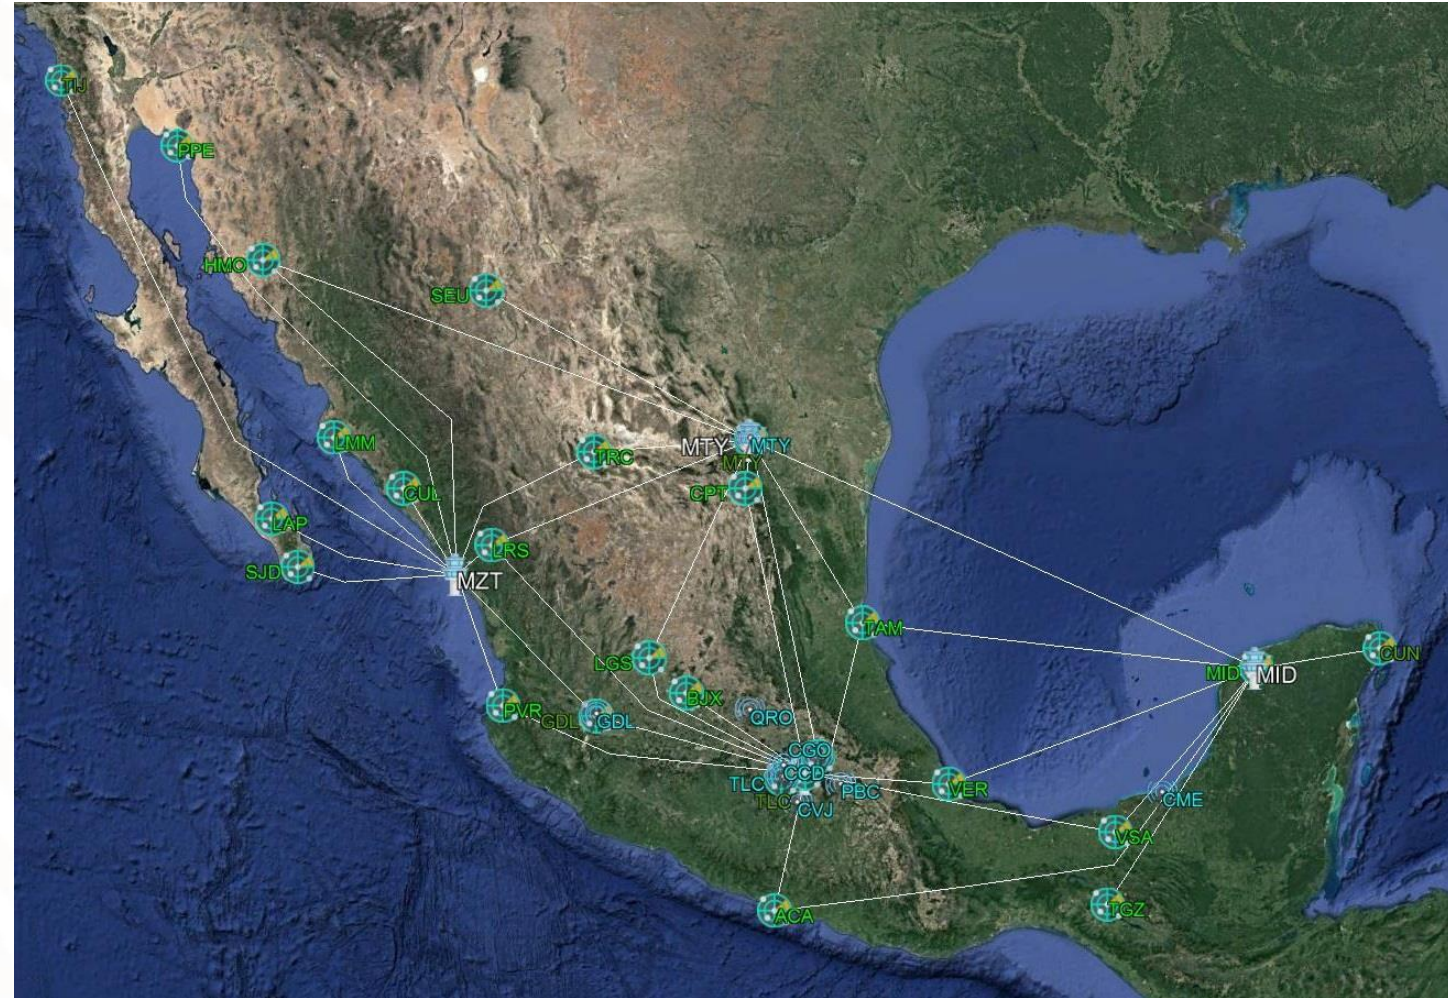 TIJ
PPE
HMO
SEU
LMM
TRC
MTY
MTY
MTY
CUL
CPT
LAP
LRS
SJD
MZT
TAM
LGS
BJX
CUN
MID
MID
PVR
GDL
GDL
QRO
CGO
CCD
TLC
PBC
VER
TLC
CVJ
CME
VSA
ACA
TGZ